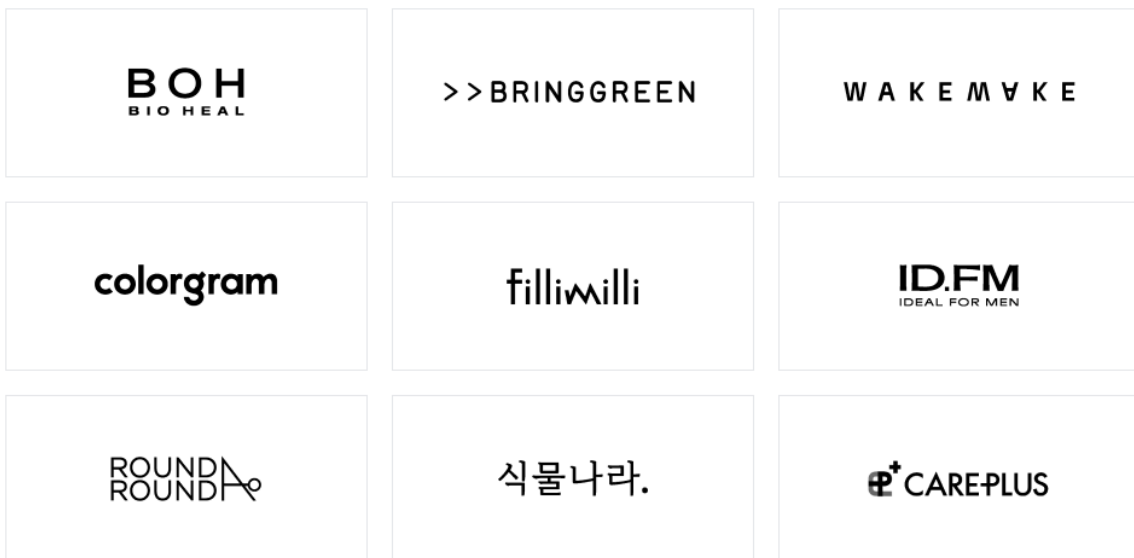 BOH
BIO HEAL
>>BRINGGREEN
WAKEMAKE
colorgram
fillimilli
ID.FM
IDEAL FOR MEN
ROUND A
ROUND
식물나라.
CAREPLUS